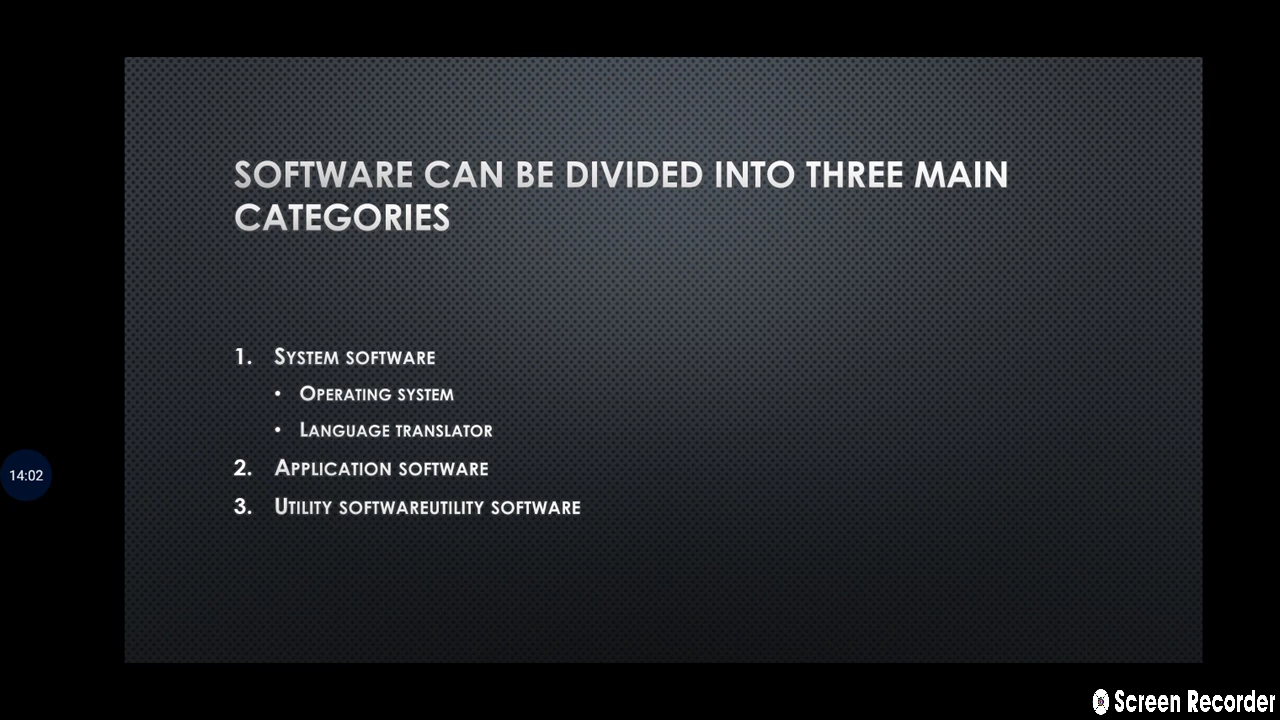 SOFTWARE CAN BE DIVIDED INTO THREE MAIN
CATEGORIES
1. SYSTEM SOFTWARE
• OPERATING SYSTEM
• LANGUAGE TRANSLATOR
14:02
2. APPLICATION SOFTWARE
3. UTILITY SOFTWAREUTILITY SOFTWARE
Screen Recorder